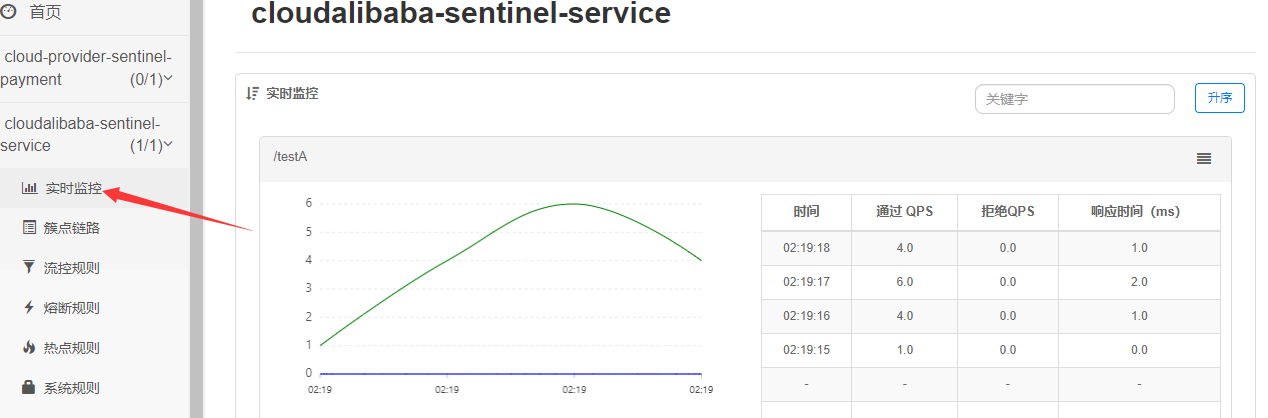 首页
cloud-provider-sentinel-
payment (0/1)
cloudalibaba-sentinel-
service (1/1)
实时监控
簇点链路
流控规则
熔断规则
热点规则
系统规则
cloudalibaba-sentinel-service
实时监控 关键字 升序
/testA
6
5
4
3
2
1
0
02:19 02:19 02:19 02:19
时间 通过 QPS 拒绝QPS 响应时间（ms）
02:19:18 4.0 0.0 1.0
02:19:17 6.0 0.0 2.0
02:19:16 4.0 0.0 1.0
02:19:15 1.0 0.0 0.0
- - - -